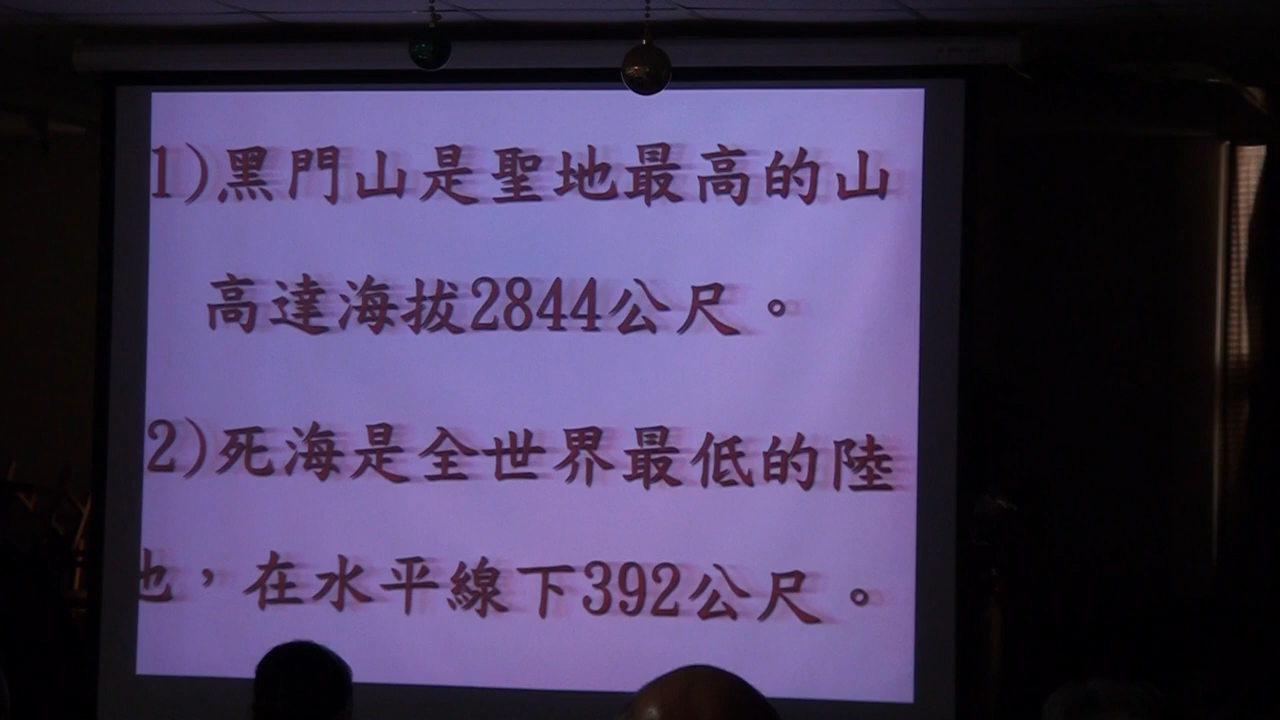 1)黑門山是聖地最高的山
高達海拔2844公尺。
2)死海是全世界最低的陸
地，在水平線下392公尺。